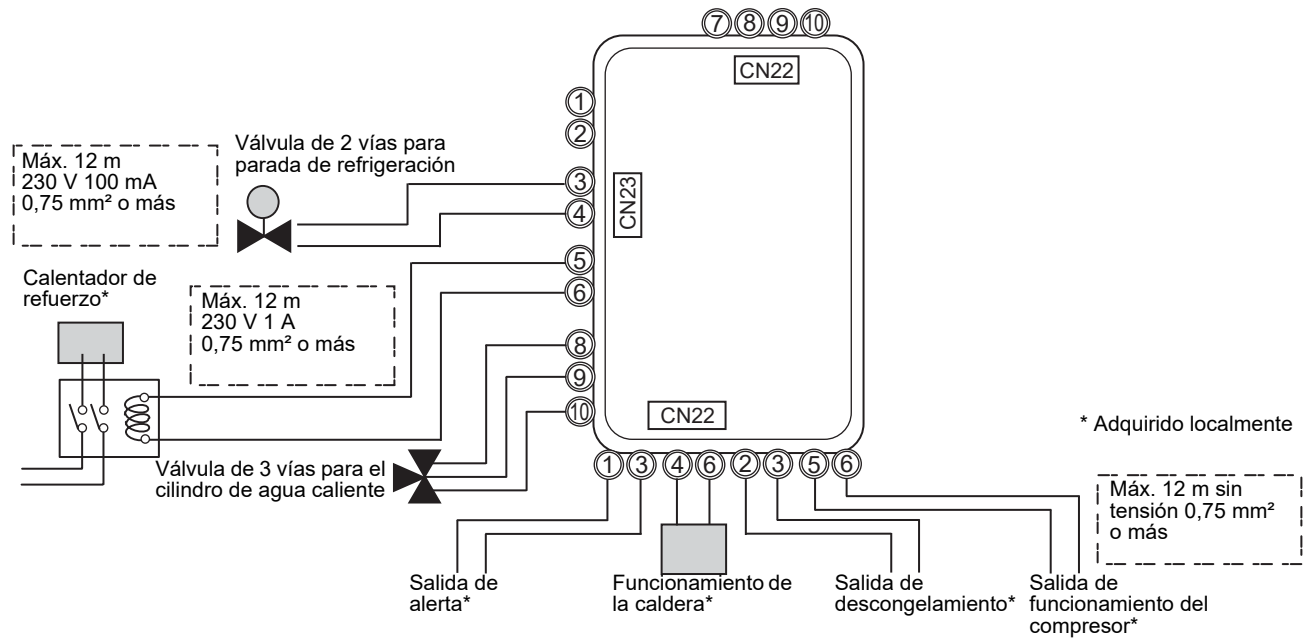 ⑦ ⑧ ⑨ ⑩
CN22
①
②
Válvula de 2 vías para
parada de refrigeración
Máx. 12 m
230 V 100 mA
0,75 mm² o más
③
④
CN23
⑤
⑥
Calentador de
refuerzo*
Máx. 12 m
230 V 1 A
0,75 mm² o más
⑧
⑨
⑩
CN22
* Adquirido localmente
Válvula de 3 vías para el
cilindro de agua caliente
① ③ ④ ⑥ ② ③ ⑤ ⑥
Máx. 12 m sin
tensión 0,75 mm²
o más
Salida de
alerta*
Funcionamiento de
la caldera*
Salida de
descongelamiento*
Salida de
funcionamiento del
compresor*